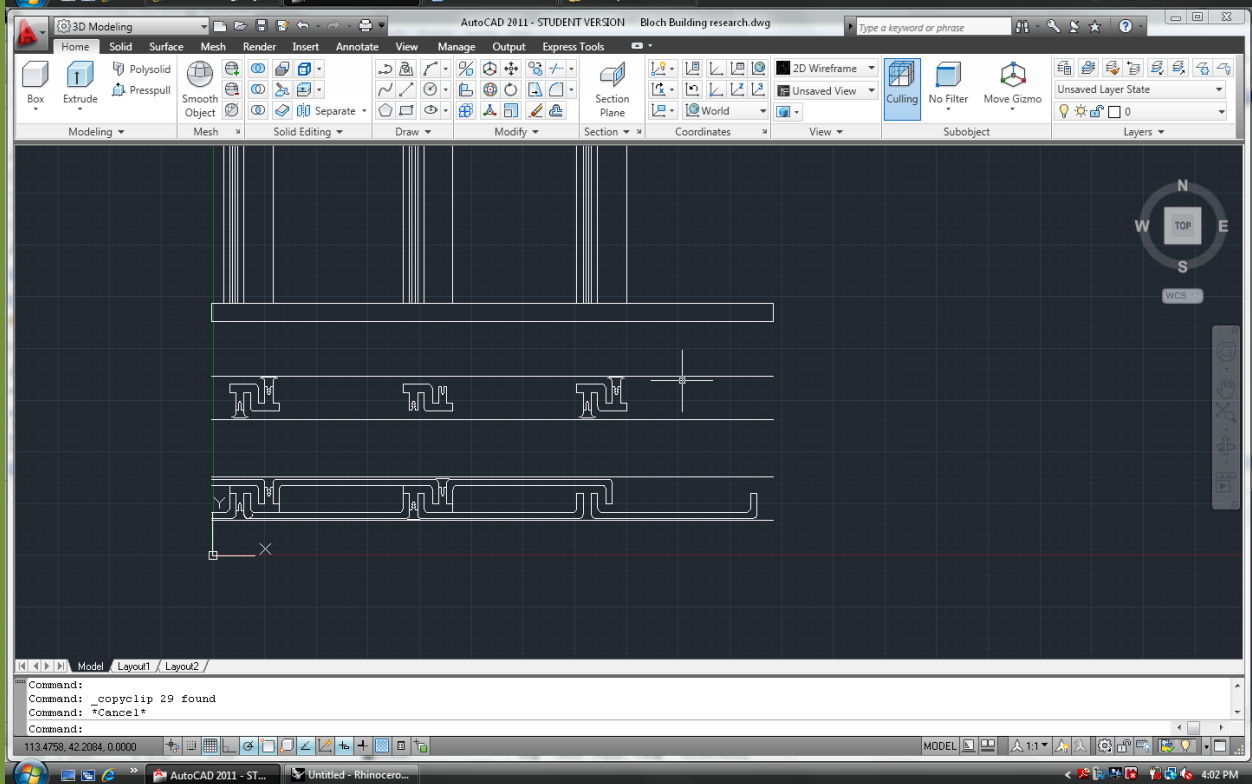 3D Modeling AutoCAD 2011 - STUDENT VERSION Bloch Building research.dwg Type a keyword or phrase
Home Solid Surface Mesh Render Insert Annotate View Manage Output Express Tools
Polysolid 2D Wireframe
Presspull Unsaved View Unsaved Layer State
Box Extrude Smooth Object Separate Section Plane World Culling No Filter Move Gizmo 0
Modeling Mesh Solid Editing Draw Modify Section Coordinates View Subobject Layers
N
W TOP E
S
WCS
Y
X
Model Layout1 Layout2
Command:
Command: _copyclip 29 found
Command: *Cancel*
Command:
113.4758, 42.2084, 0.0000 MODEL 1:1
AutoCAD 2011 - ST... Untitled - Rhinocero... 4:02 PM